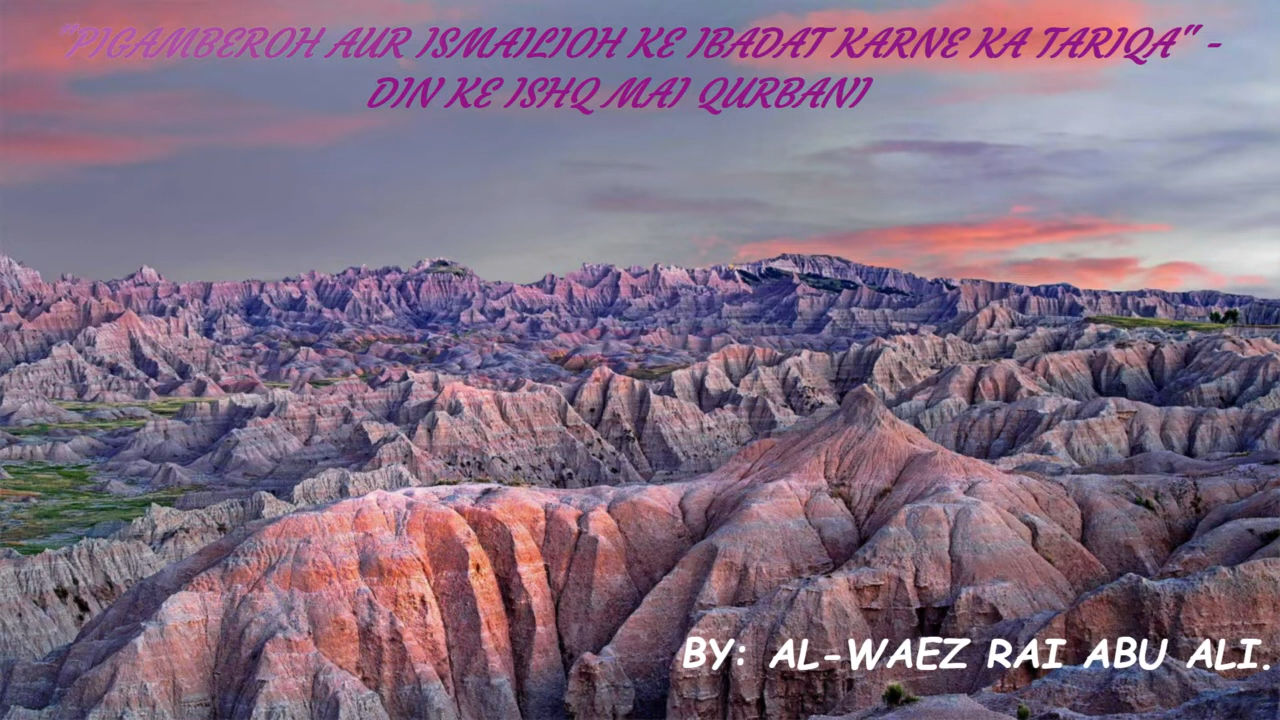 "PIGAMBEROH AUR ISMAILIOH KE IBADAT KARNE KA TARIQA" -
DIN KE ISHQ MAI QURBANI
BY: AL-WAEZ RAI ABU ALI.